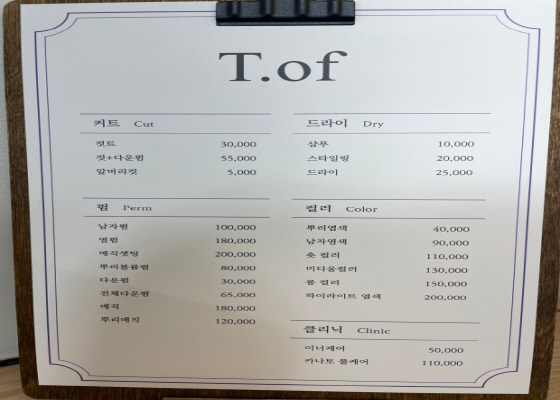 T.of
커트 Cut
컷트 30,000
컷+다운펌 55,000
앞머리컷 5,000
펌 Perm
남자펌 100,000
열펌 180,000
매직셋팅 200,000
뿌리볼륨펌 80,000
다운펌 30,000
전체다운펌 65,000
매직 180,000
뿌리매직 120,000
드라이 Dry
샴푸 10,000
스타일링 20,000
드라이 25,000
컬러 Color
뿌리염색 40,000
남자염색 90,000
숏 컬러 110,000
미디움컬러 130,000
롱 컬러 150,000
하이라이트 염색 200,000
클리닉 Clinic
이너케어 50,000
카나토 풀케어 110,000